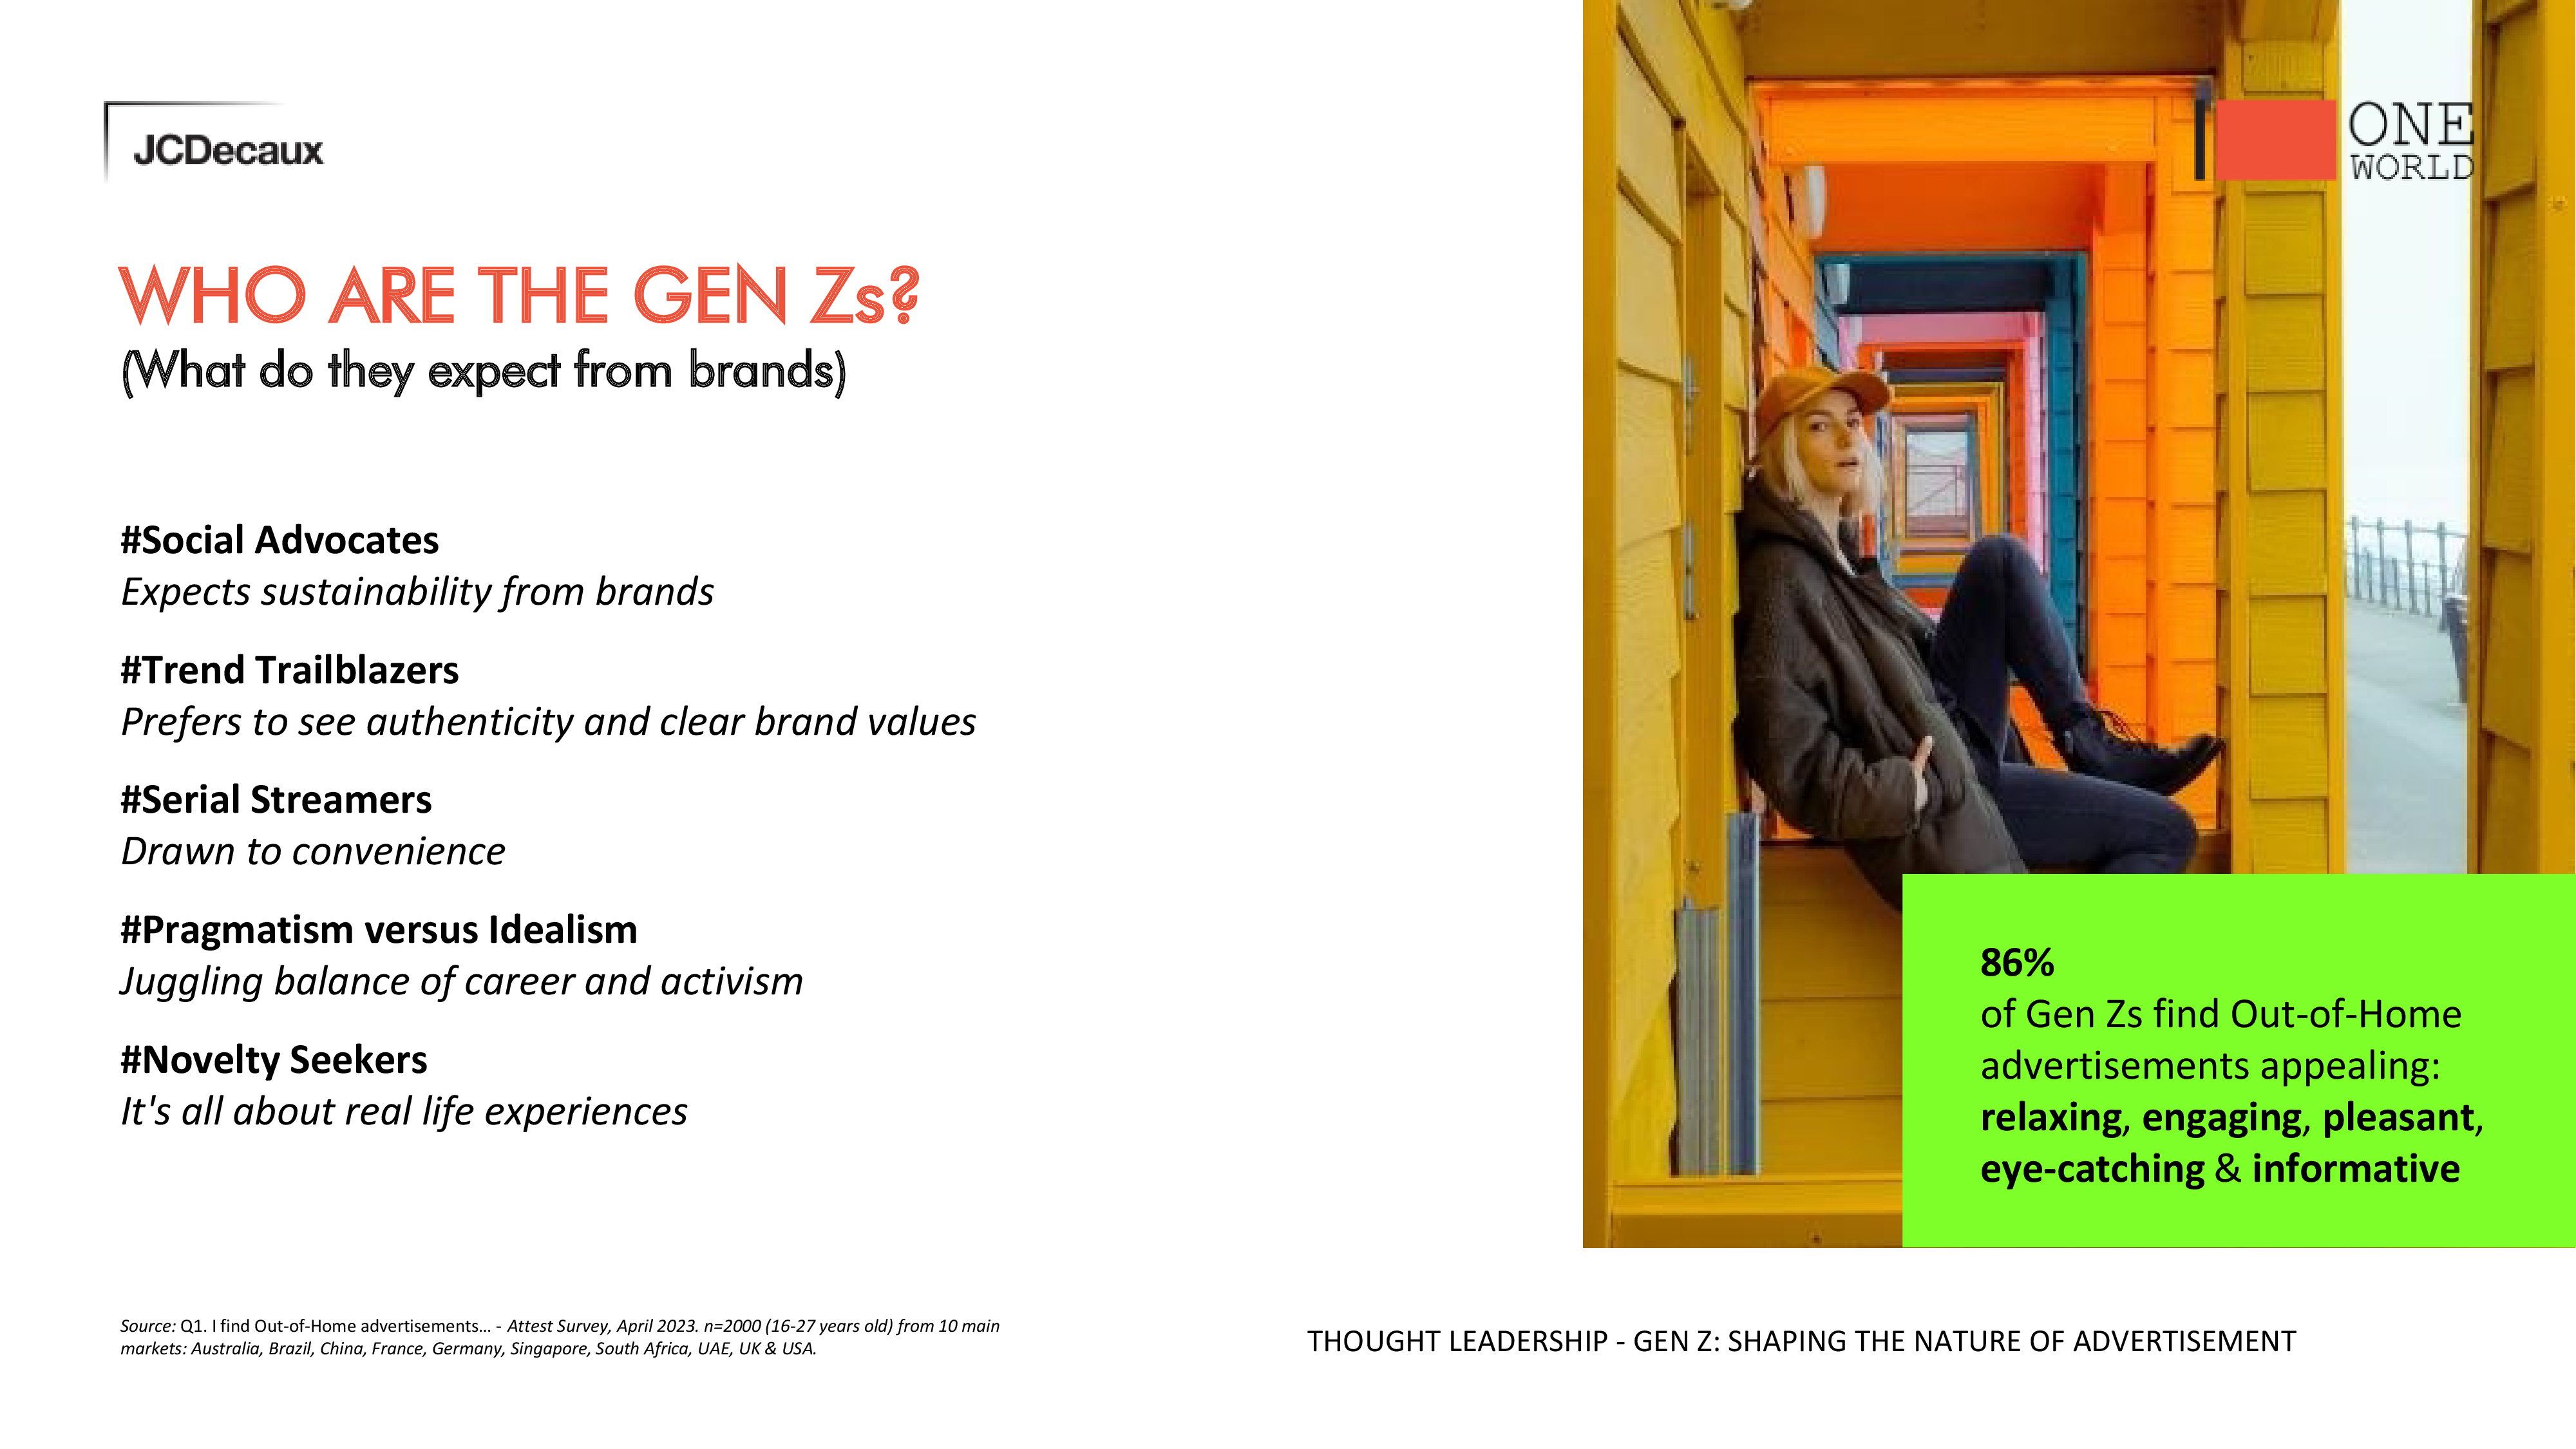 JCDecaux
ONE
WORLD
WHO ARE THE GEN Zs?
(What do they expect from brands)
#Social Advocates
Expects sustainability from brands
#Trend Trailblazers
Prefers to see authenticity and clear brand values
#Serial Streamers
Drawn to convenience
#Pragmatism versus Idealism
Juggling balance of career and activism
#Novelty Seekers
It's all about real life experiences
86%
of Gen Zs find Out-of-Home
advertisements appealing:
relaxing, engaging, pleasant,
eye-catching & informative
Source: Q1. I find Out-of-Home advertisements... - Attest Survey, April 2023. n=2000 (16-27 years old) from 10 main
markets: Australia, Brazil, China, France, Germany, Singapore, South Africa, UAE, UK & USA.
THOUGHT LEADERSHIP - GEN Z: SHAPING THE NATURE OF ADVERTISEMENT